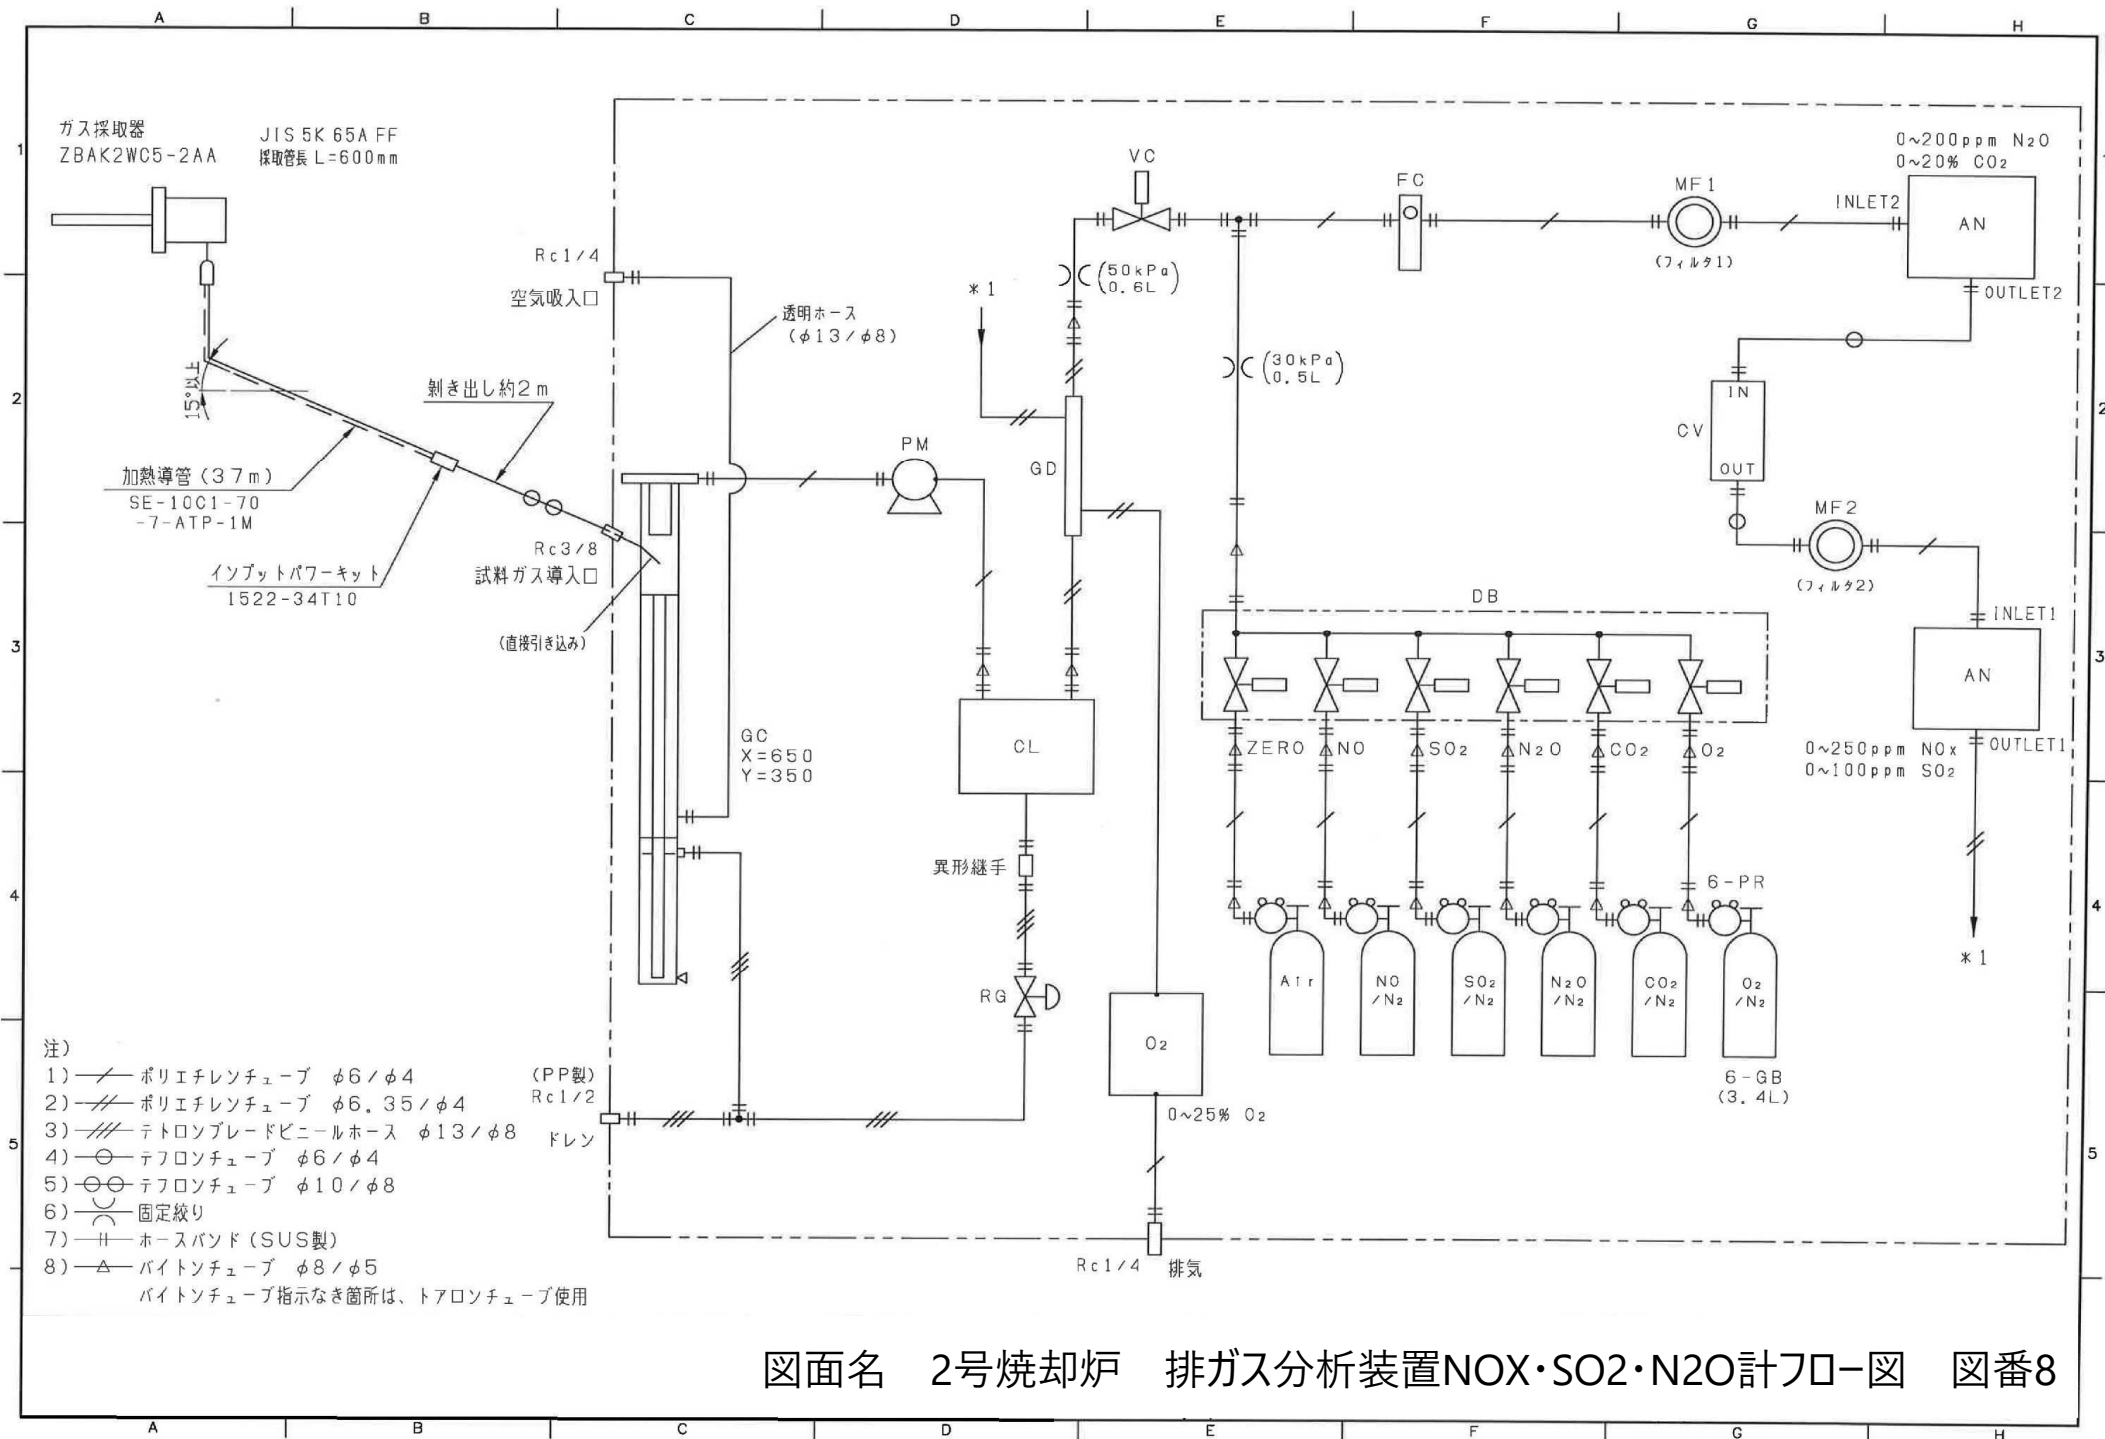 A B C D E F G H
1
2
3
4
5
1
2
3
4
5
ガス採取器
ZBAK2WC5-2AA
JIS 5K 65A FF
採取管長 L=600mm
15°以上
加熱導管(37m)
SE-10C1-70
-7-ATP-1M
剝き出し約2m
インプットパワーキット
1522-34T10
Rc1/4
空気吸入口
Rc3/8
試料ガス導入口
(直接引き込み)
透明ホース
(φ13/φ8)
GC
X=650
Y=350
PM
*1
GD
(50kPa)
0.6L
VC
(30kPa)
0.5L
FC
MF1
(フィルタ1)
0~200ppm N₂O
0~20% CO₂
INLET2
AN
OUTLET2
IN
CV
OUT
MF2
(フィルタ2)
INLET1
AN
OUTLET1
0~250ppm NOx
0~100ppm SO₂
*1
CL
異形継手
RG
DB
ZERO NO SO₂ N₂O CO₂ O₂
6-PR
Air
NO
/N₂
SO₂
/N₂
N₂O
/N₂
CO₂
/N₂
O₂
/N₂
6-GB
(3.4L)
O₂
0~25% O₂
Rc1/4 排気
(PP製)
Rc1/2
ドレン
注)
1) ポリエチレンチューブ φ6/φ4
2) ポリエチレンチューブ φ6.35/φ4
3) テトロンブレードビニールホース φ13/φ8
4) テフロンチューブ φ6/φ4
5) テフロンチューブ φ10/φ8
6) 固定絞り
7) ホースバンド(SUS製)
8) バイトンチューブ φ8/φ5
バイトンチューブ指示なき箇所は、トアロンチューブ使用
図面名 2号焼却炉 排ガス分析装置NOX・SO2・N2O計フロー図 図番8
A B C D E F G H